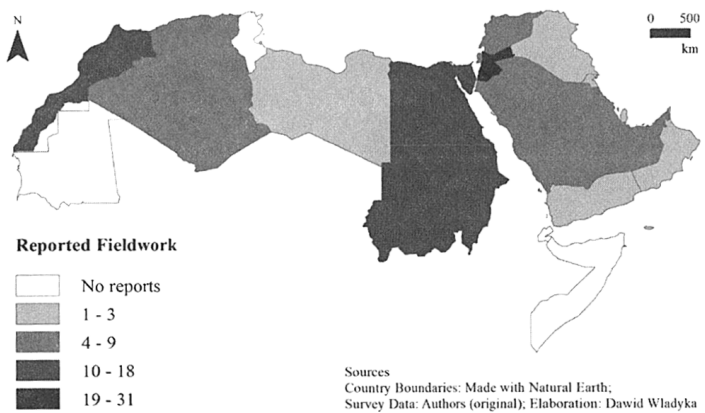 N
0 500
km
Reported Fieldwork
No reports
1 - 3
4 - 9
10 - 18
19 - 31
Sources
Country Boundaries: Made with Natural Earth;
Survey Data: Authors (original); Elaboration: Dawid Wladyka